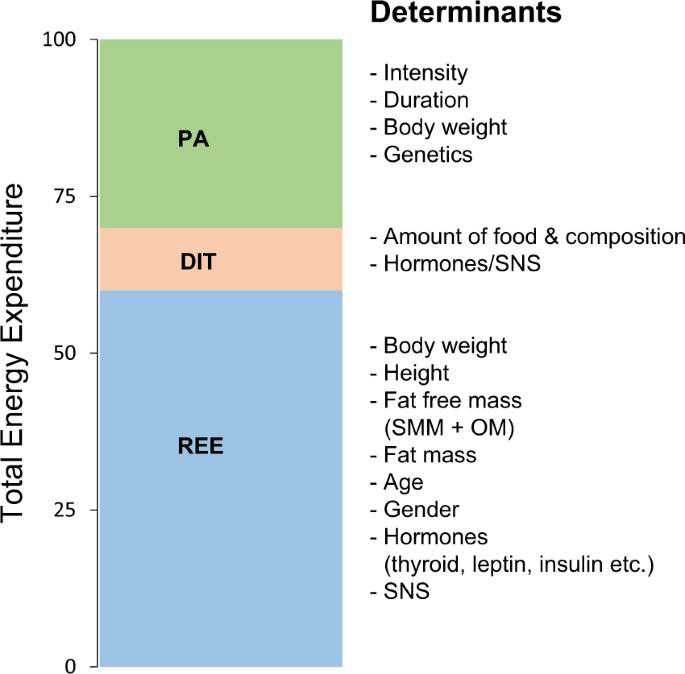 Determinants
100
- Intensity
- Duration
- Body weight
- Genetics
PA
75
- Amount of food & composition
- Hormones/SNS
DIT
Total Energy Expenditure
50
- Body weight
- Height
- Fat free mass
(SMM + OM)
- Fat mass
- Age
- Gender
- Hormones
(thyroid, leptin, insulin etc.)
- SNS
REE
25
0